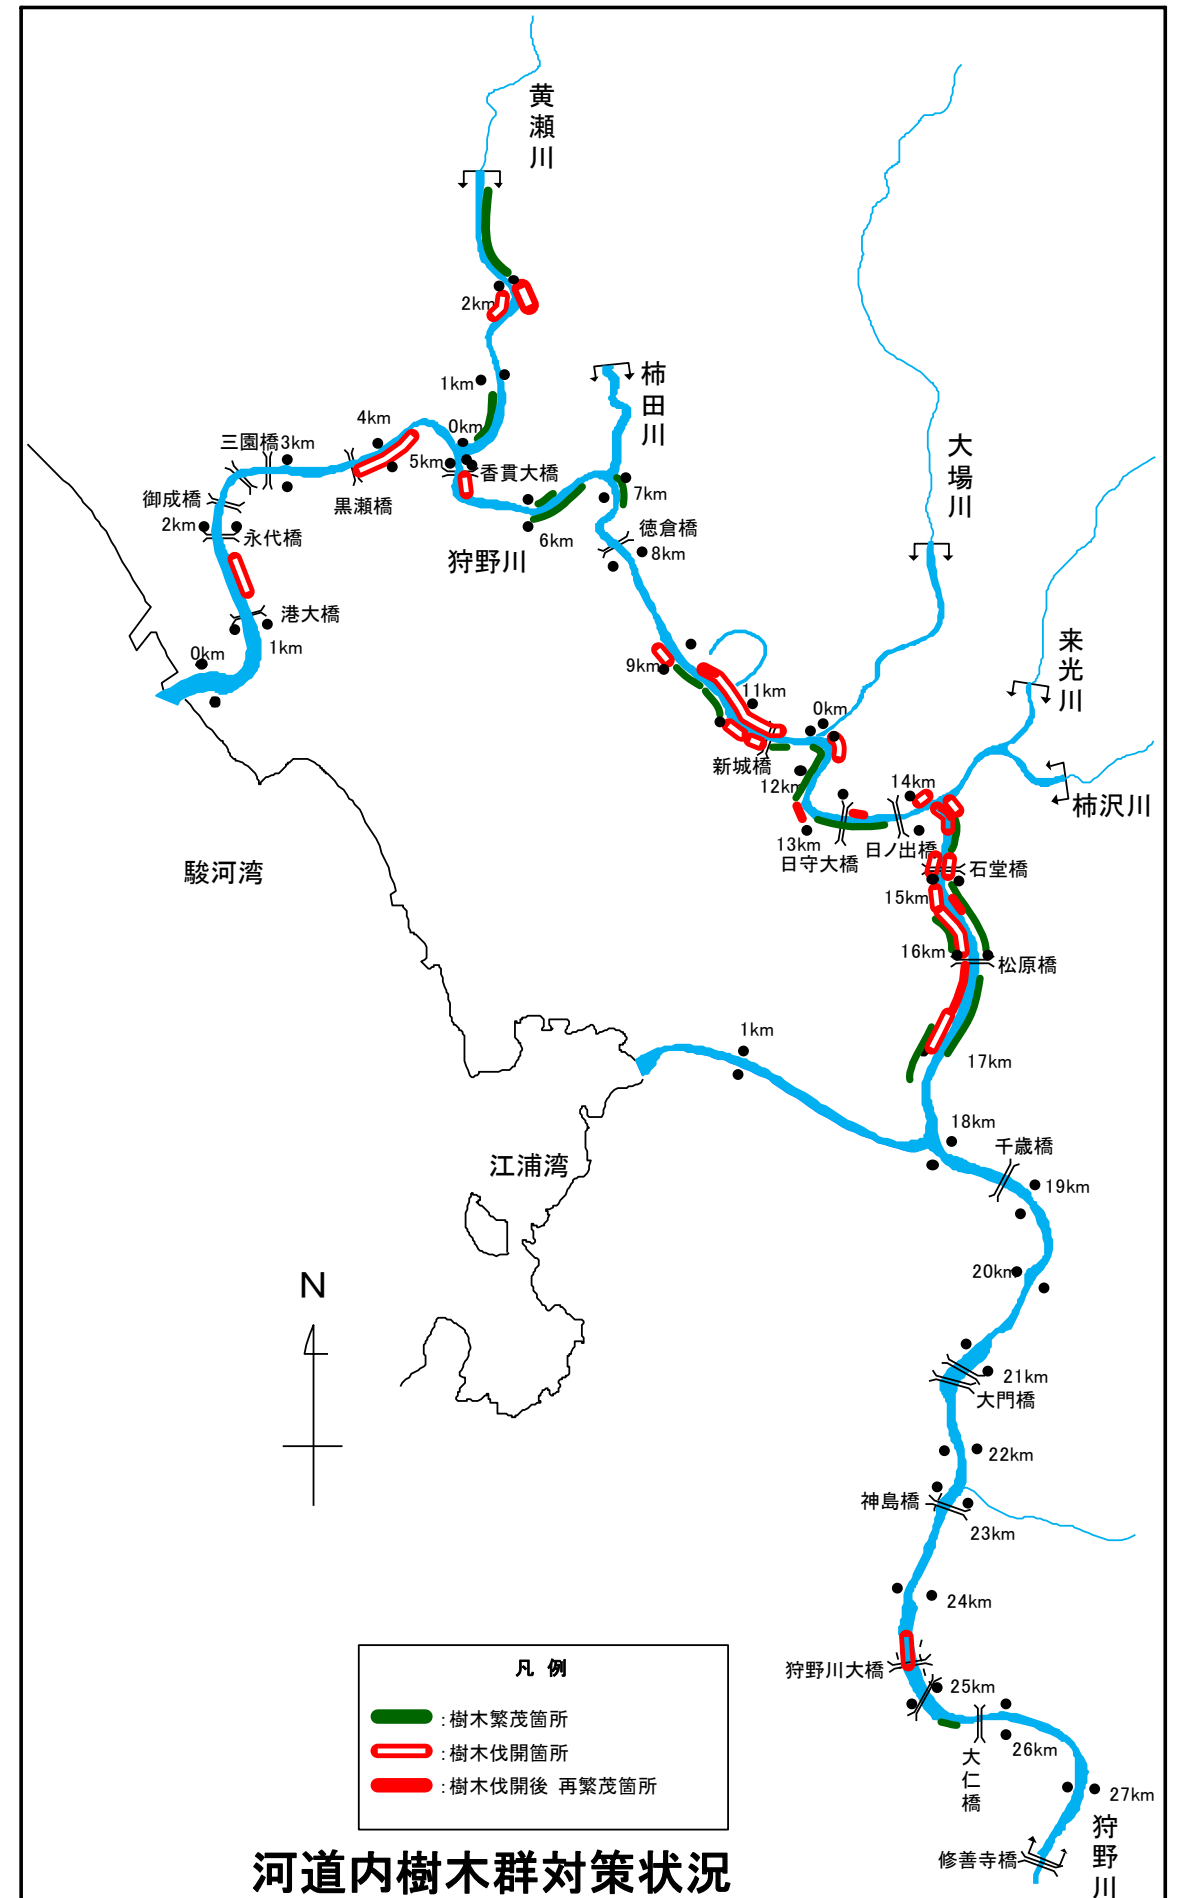 黄瀬川
2km
柿田川
1km
4km
0km
三園橋
3km
大場川
5km
香貫大橋
御成橋
黒瀬橋
7km
2km
永代橋
徳倉橋
6km
8km
狩野川
港大橋
来光川
0km
1km
9km
11km
0km
新城橋
12km
14km
柿沢川
13km
日守大橋
日ノ出橋
石堂橋
駿河湾
15km
16km
松原橋
1km
17km
18km
千歳橋
江浦湾
19km
20km
N
21km
大門橋
22km
神島橋
23km
24km
狩野川大橋
25km
26km
大仁橋
27km
狩野川
修善寺橋
凡 例
:樹木繁茂箇所
:樹木伐開箇所
:樹木伐開後 再繁茂箇所
河道内樹木群対策状況